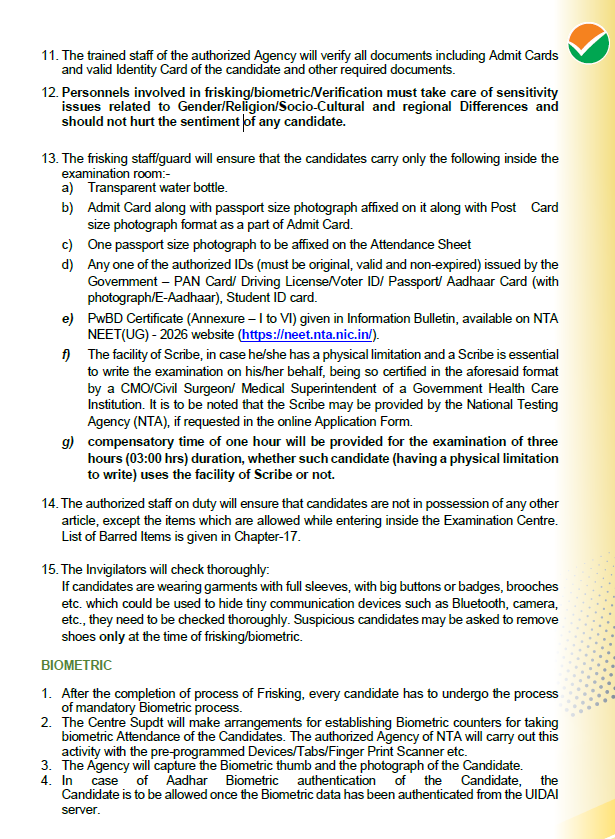 11. The trained staff of the authorized Agency will verify all documents including Admit Cards
and valid Identity Card of the candidate and other required documents.
12. Personnels involved in frisking/biometric/Verification must take care of sensitivity
issues related to Gender/Religion/Socio-Cultural and regional Differences and
should not hurt the sentiment of any candidate.
13. The frisking staff/guard will ensure that the candidates carry only the following inside the
examination room:-
a) Transparent water bottle.
b) Admit Card along with passport size photograph affixed on it along with Post Card
size photograph format as a part of Admit Card.
c) One passport size photograph to be affixed on the Attendance Sheet
d) Any one of the authorized IDs (must be original, valid and non-expired) issued by the
Government – PAN Card/ Driving License/Voter ID/ Passport/ Aadhaar Card (with
photograph/E-Aadhaar), Student ID card.
e) PwBD Certificate (Annexure – I to VI) given in Information Bulletin, available on NTA
NEET(UG) - 2026 website (https://neet.nta.nic.in/).
f) The facility of Scribe, in case he/she has a physical limitation and a Scribe is essential
to write the examination on his/her behalf, being so certified in the aforesaid format
by a CMO/Civil Surgeon/ Medical Superintendent of a Government Health Care
Institution. It is to be noted that the Scribe may be provided by the National Testing
Agency (NTA), if requested in the online Application Form.
g) compensatory time of one hour will be provided for the examination of three
hours (03:00 hrs) duration, whether such candidate (having a physical limitation
to write) uses the facility of Scribe or not.
14. The authorized staff on duty will ensure that candidates are not in possession of any other
article, except the items which are allowed while entering inside the Examination Centre.
List of Barred Items is given in Chapter-17.
15. The Invigilators will check thoroughly:
If candidates are wearing garments with full sleeves, with big buttons or badges, brooches
etc. which could be used to hide tiny communication devices such as Bluetooth, camera,
etc., they need to be checked thoroughly. Suspicious candidates may be asked to remove
shoes only at the time of frisking/biometric.
BIOMETRIC
1. After the completion of process of Frisking, every candidate has to undergo the process
of mandatory Biometric process.
2. The Centre Supdt will make arrangements for establishing Biometric counters for taking
biometric Attendance of the Candidates. The authorized Agency of NTA will carry out this
activity with the pre-programmed Devices/Tabs/Finger Print Scanner etc.
3. The Agency will capture the Biometric thumb and the photograph of the Candidate.
4. In case of Aadhar Biometric authentication of the Candidate, the
Candidate is to be allowed once the Biometric data has been authenticated from the UIDAI
server.